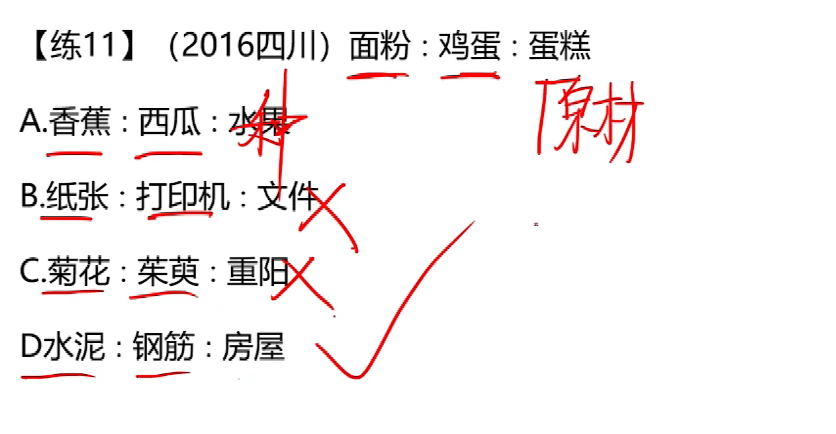 【练11】（2016四川）面粉：鸡蛋：蛋糕
原材
A.香蕉：西瓜：水果
种
B.纸张：打印机：文件
C.菊花：茱萸：重阳
D水泥：钢筋：房屋